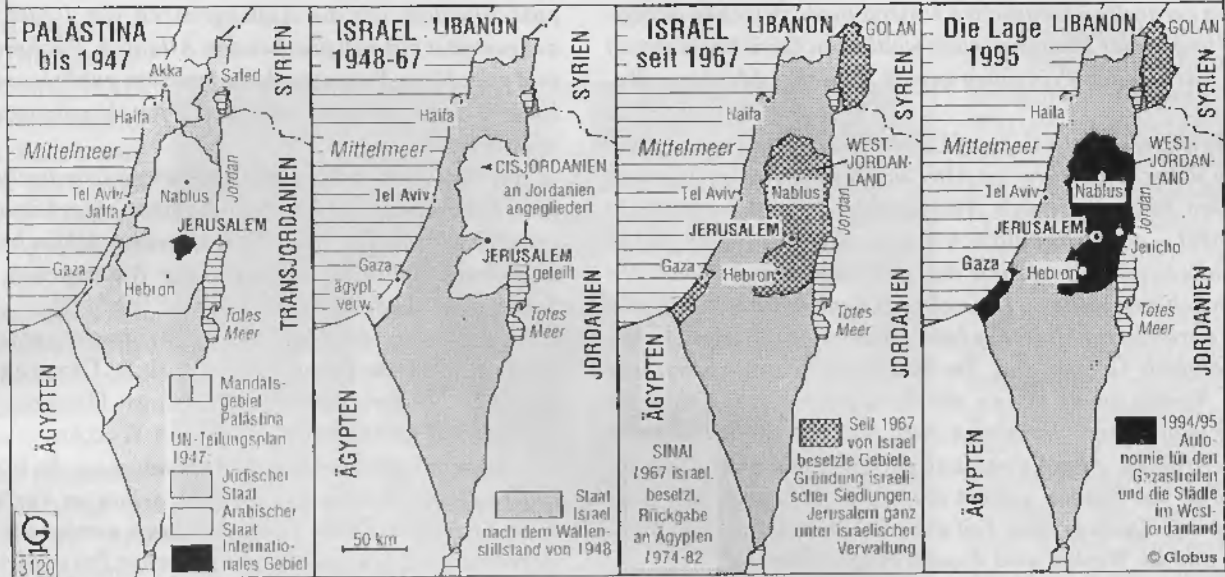 PALÄSTINA
bis 1947
LIBANON
SYRIEN
Akka
Safed
Haifa
Mittelmeer
Jordan
Tel Aviv
Jaffa
Nablus
JERUSALEM
Gaza
Hebron
TRANSJORDANIEN
Totes
Meer
ÄGYPTEN
Mandats-
gebiet
Palästina
UN-Teilungsplan
1947:
Jüdischer
Staat
Arabischer
Staat
Internatio-
nales Gebiet
3120
ISRAEL
1948-67
LIBANON
SYRIEN
Haifa
Mittelmeer
CISJORDANIEN
an Jordanien
angegliedert
Tel Aviv
JERUSALEM
geteilt
Gaza
ägypt.
verw.
Totes
Meer
JORDANIEN
ÄGYPTEN
Staat
Israel
nach dem Waffen-
stillstand von 1948
50 km
ISRAEL
seit 1967
LIBANON
GOLAN
SYRIEN
Haifa
Mittelmeer
WEST-
JORDAN-
LAND
Tel Aviv
Nablus
Jordan
JERUSALEM
Gaza
Hebron
Totes
Meer
JORDANIEN
ÄGYPTEN
SINAI
1967 israel.
besetzt,
Rückgabe
an Ägypten
1974-82
Seit 1967
von Israel
besetzte Gebiete.
Gründung israeli-
scher Siedlungen.
Jerusalem ganz
unter israelischer
Verwaltung
Die Lage
1995
LIBANON
GOLAN
SYRIEN
Haifa
Mittelmeer
WEST-
JORDAN-
LAND
Tel Aviv
Nablus
Jordan
JERUSALEM
Jericho
Gaza
Hebron
Totes
Meer
JORDANIEN
ÄGYPTEN
1994/95
Auto-
nomie für den
Gazastreifen
und die Städte
im West-
jordanland
© Globus